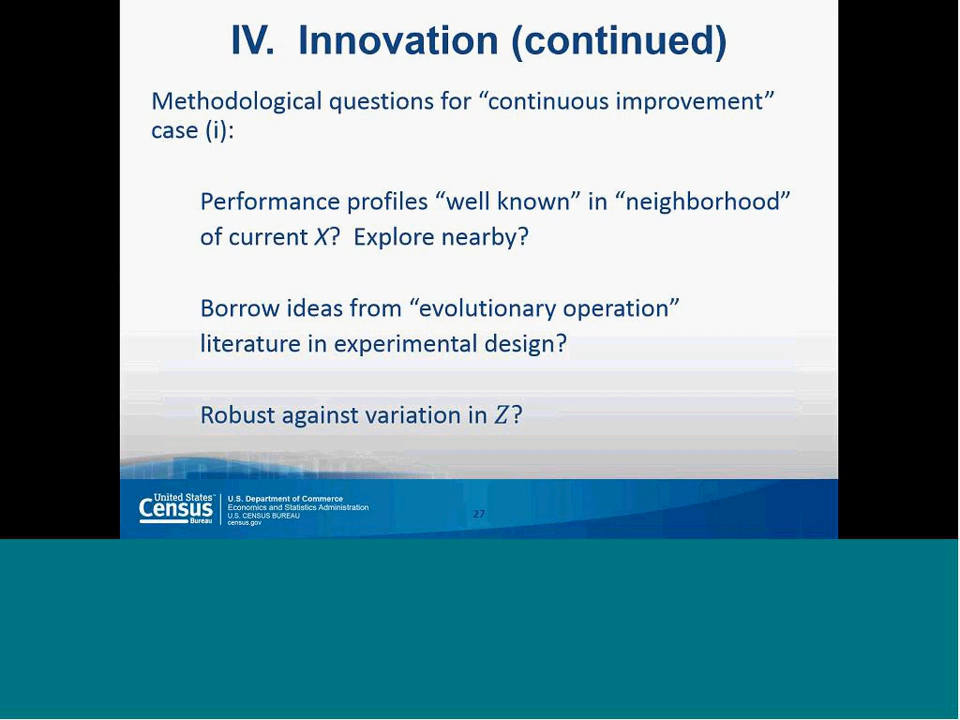 IV. Innovation (continued)
Methodological questions for “continuous improvement”
case (i):
Performance profiles “well known” in “neighborhood”
of current X? Explore nearby?
Borrow ideas from “evolutionary operation”
literature in experimental design?
Robust against variation in Z?
United States™
Census
Bureau
U.S. Department of Commerce
Economics and Statistics Administration
U.S. CENSUS BUREAU
census.gov
27